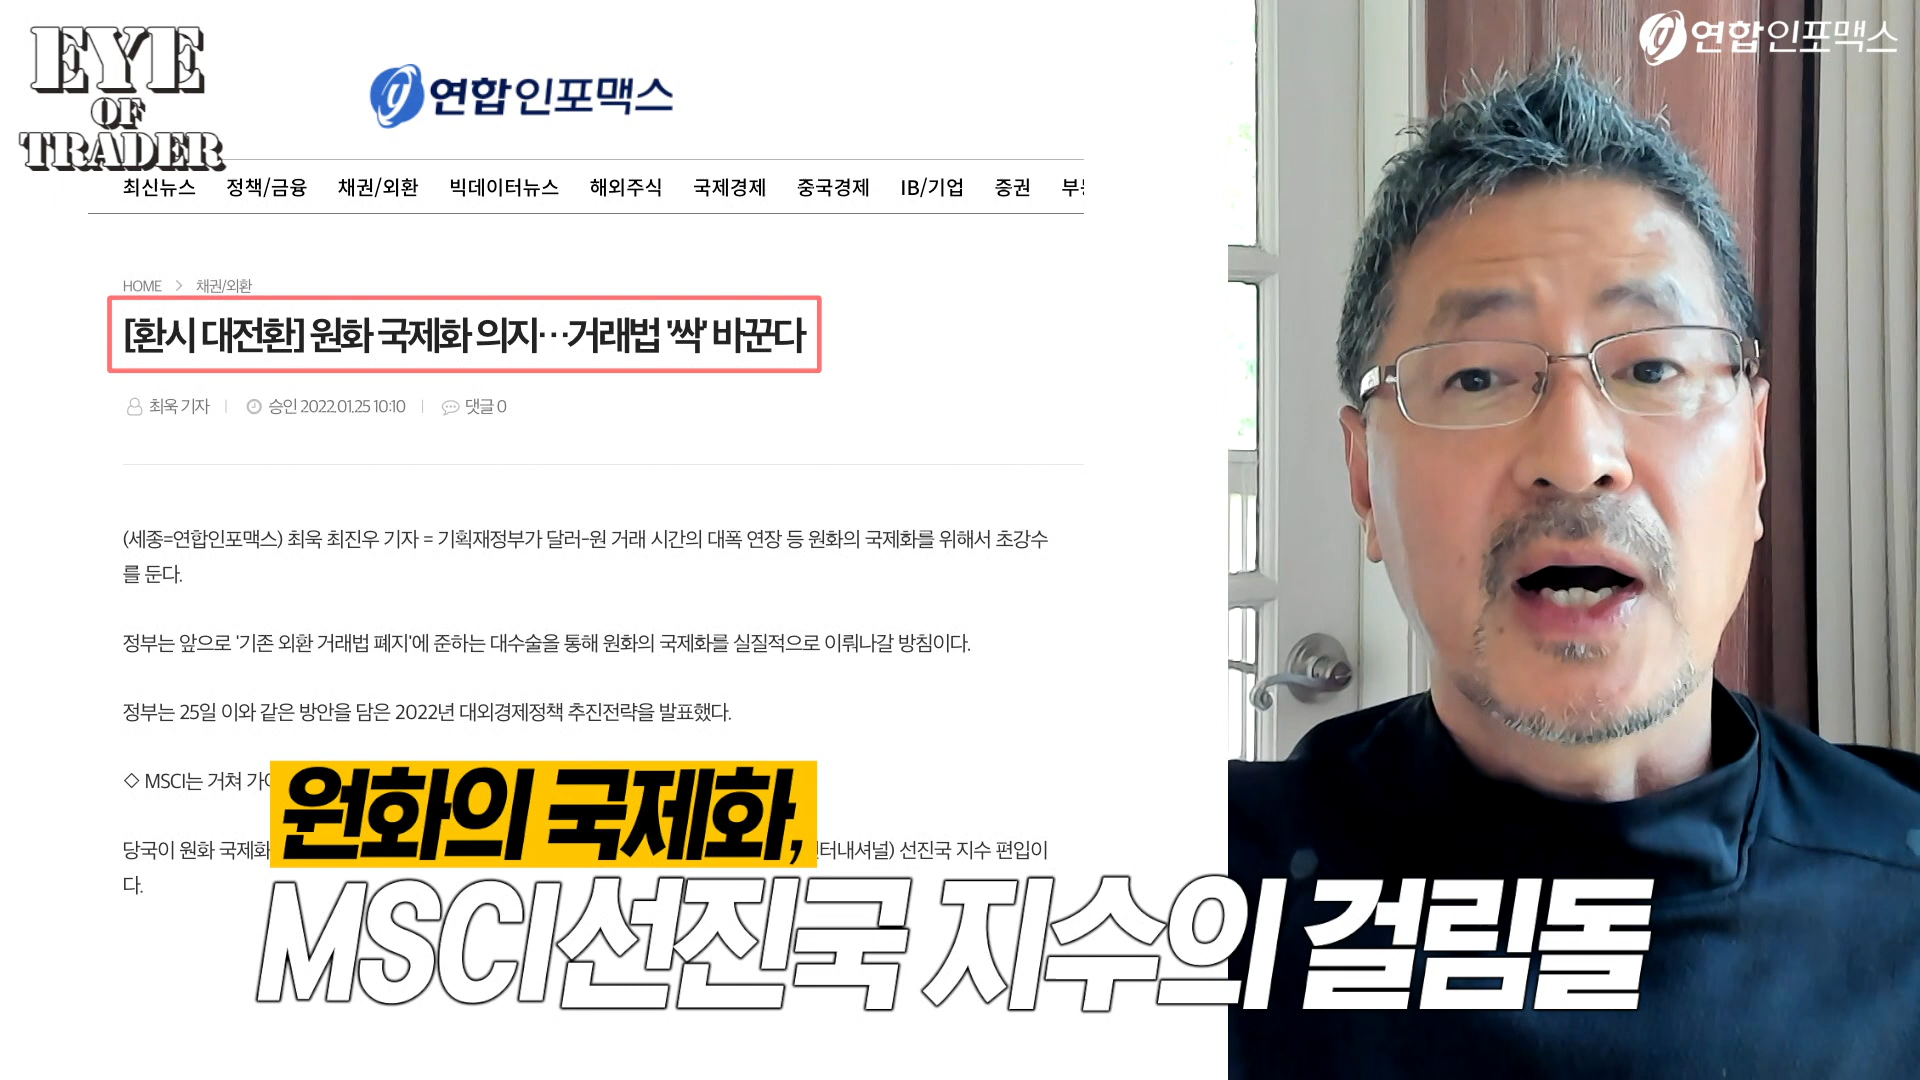 EYE
OF
TRADER
연합인포맥스
연합인포맥스
최신뉴스 정책/금융 채권/외환 빅데이터뉴스 해외주식 국제경제 중국경제 IB/기업 증권
HOME > 채권/외환
[환시 대전환] 원화 국제화 의지…거래법 '싹' 바꾼다
최욱 기자 승인 2022.01.25 10:10 댓글 0
(세종=연합인포맥스) 최욱 최진우 기자 = 기획재정부가 달러-원 거래 시간의 대폭 연장 등 원화의 국제화를 위해서 초강수
를 둔다.
정부는 앞으로 '기존 외환 거래법 폐지'에 준하는 대수술을 통해 원화의 국제화를 실질적으로 이뤄나갈 방침이다.
정부는 25일 이와 같은 방안을 담은 2022년 대외경제정책 추진전략을 발표했다.
◇ MSCI는 거쳐
당국이 원화 국제화 터내셔널) 선진국 지수 편입이
다.
원화의 국제화,
MSCI선진국 지수의 걸림돌